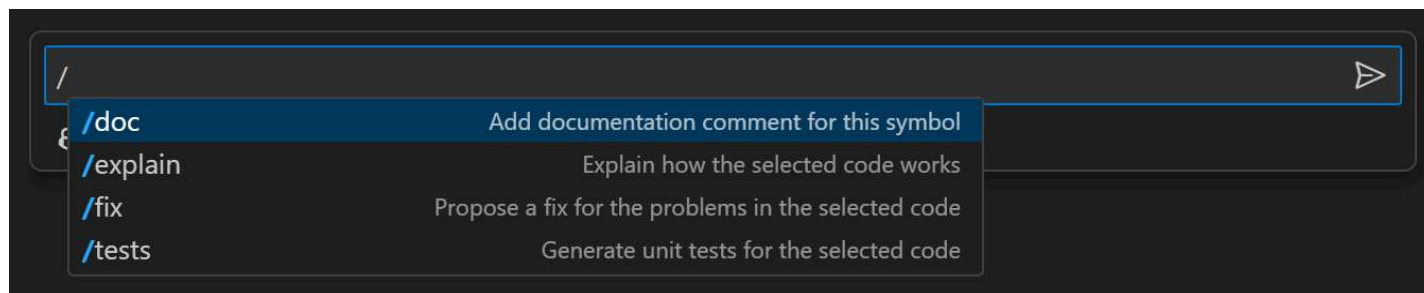 /
/doc Add documentation comment for this symbol
/explain Explain how the selected code works
/fix Propose a fix for the problems in the selected code
/tests Generate unit tests for the selected code